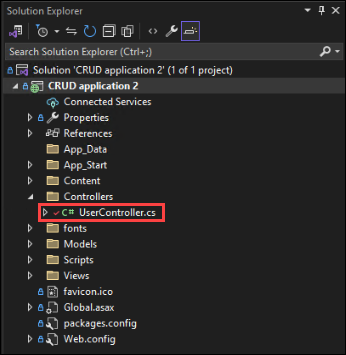 Solution Explorer
Search Solution Explorer (Ctrl+;)
Solution 'CRUD application 2' (1 of 1 project)
CRUD application 2
Connected Services
Properties
References
App_Data
App_Start
Content
Controllers
C# UserController.cs
fonts
Models
Scripts
Views
favicon.ico
Global.asax
packages.config
Web.config